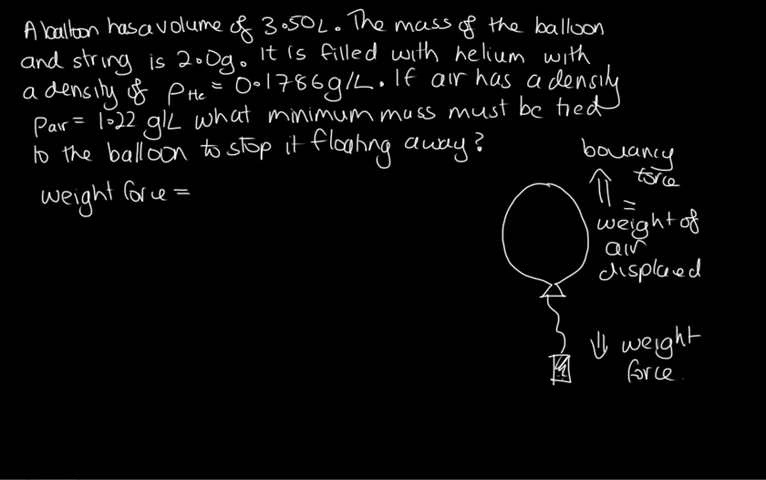 A balloon has a volume of 3.50L. The mass of the balloon
and string is 2.0g. It is filled with helium with
a density of ρHe = 0.1786g/L. If air has a density
ρair = 1.22 g/L what minimum mass must be tied
to the balloon to stop it floating away?
weight force =
bouancy
force
=
weight of
air
displaced
⇓ weight
force.